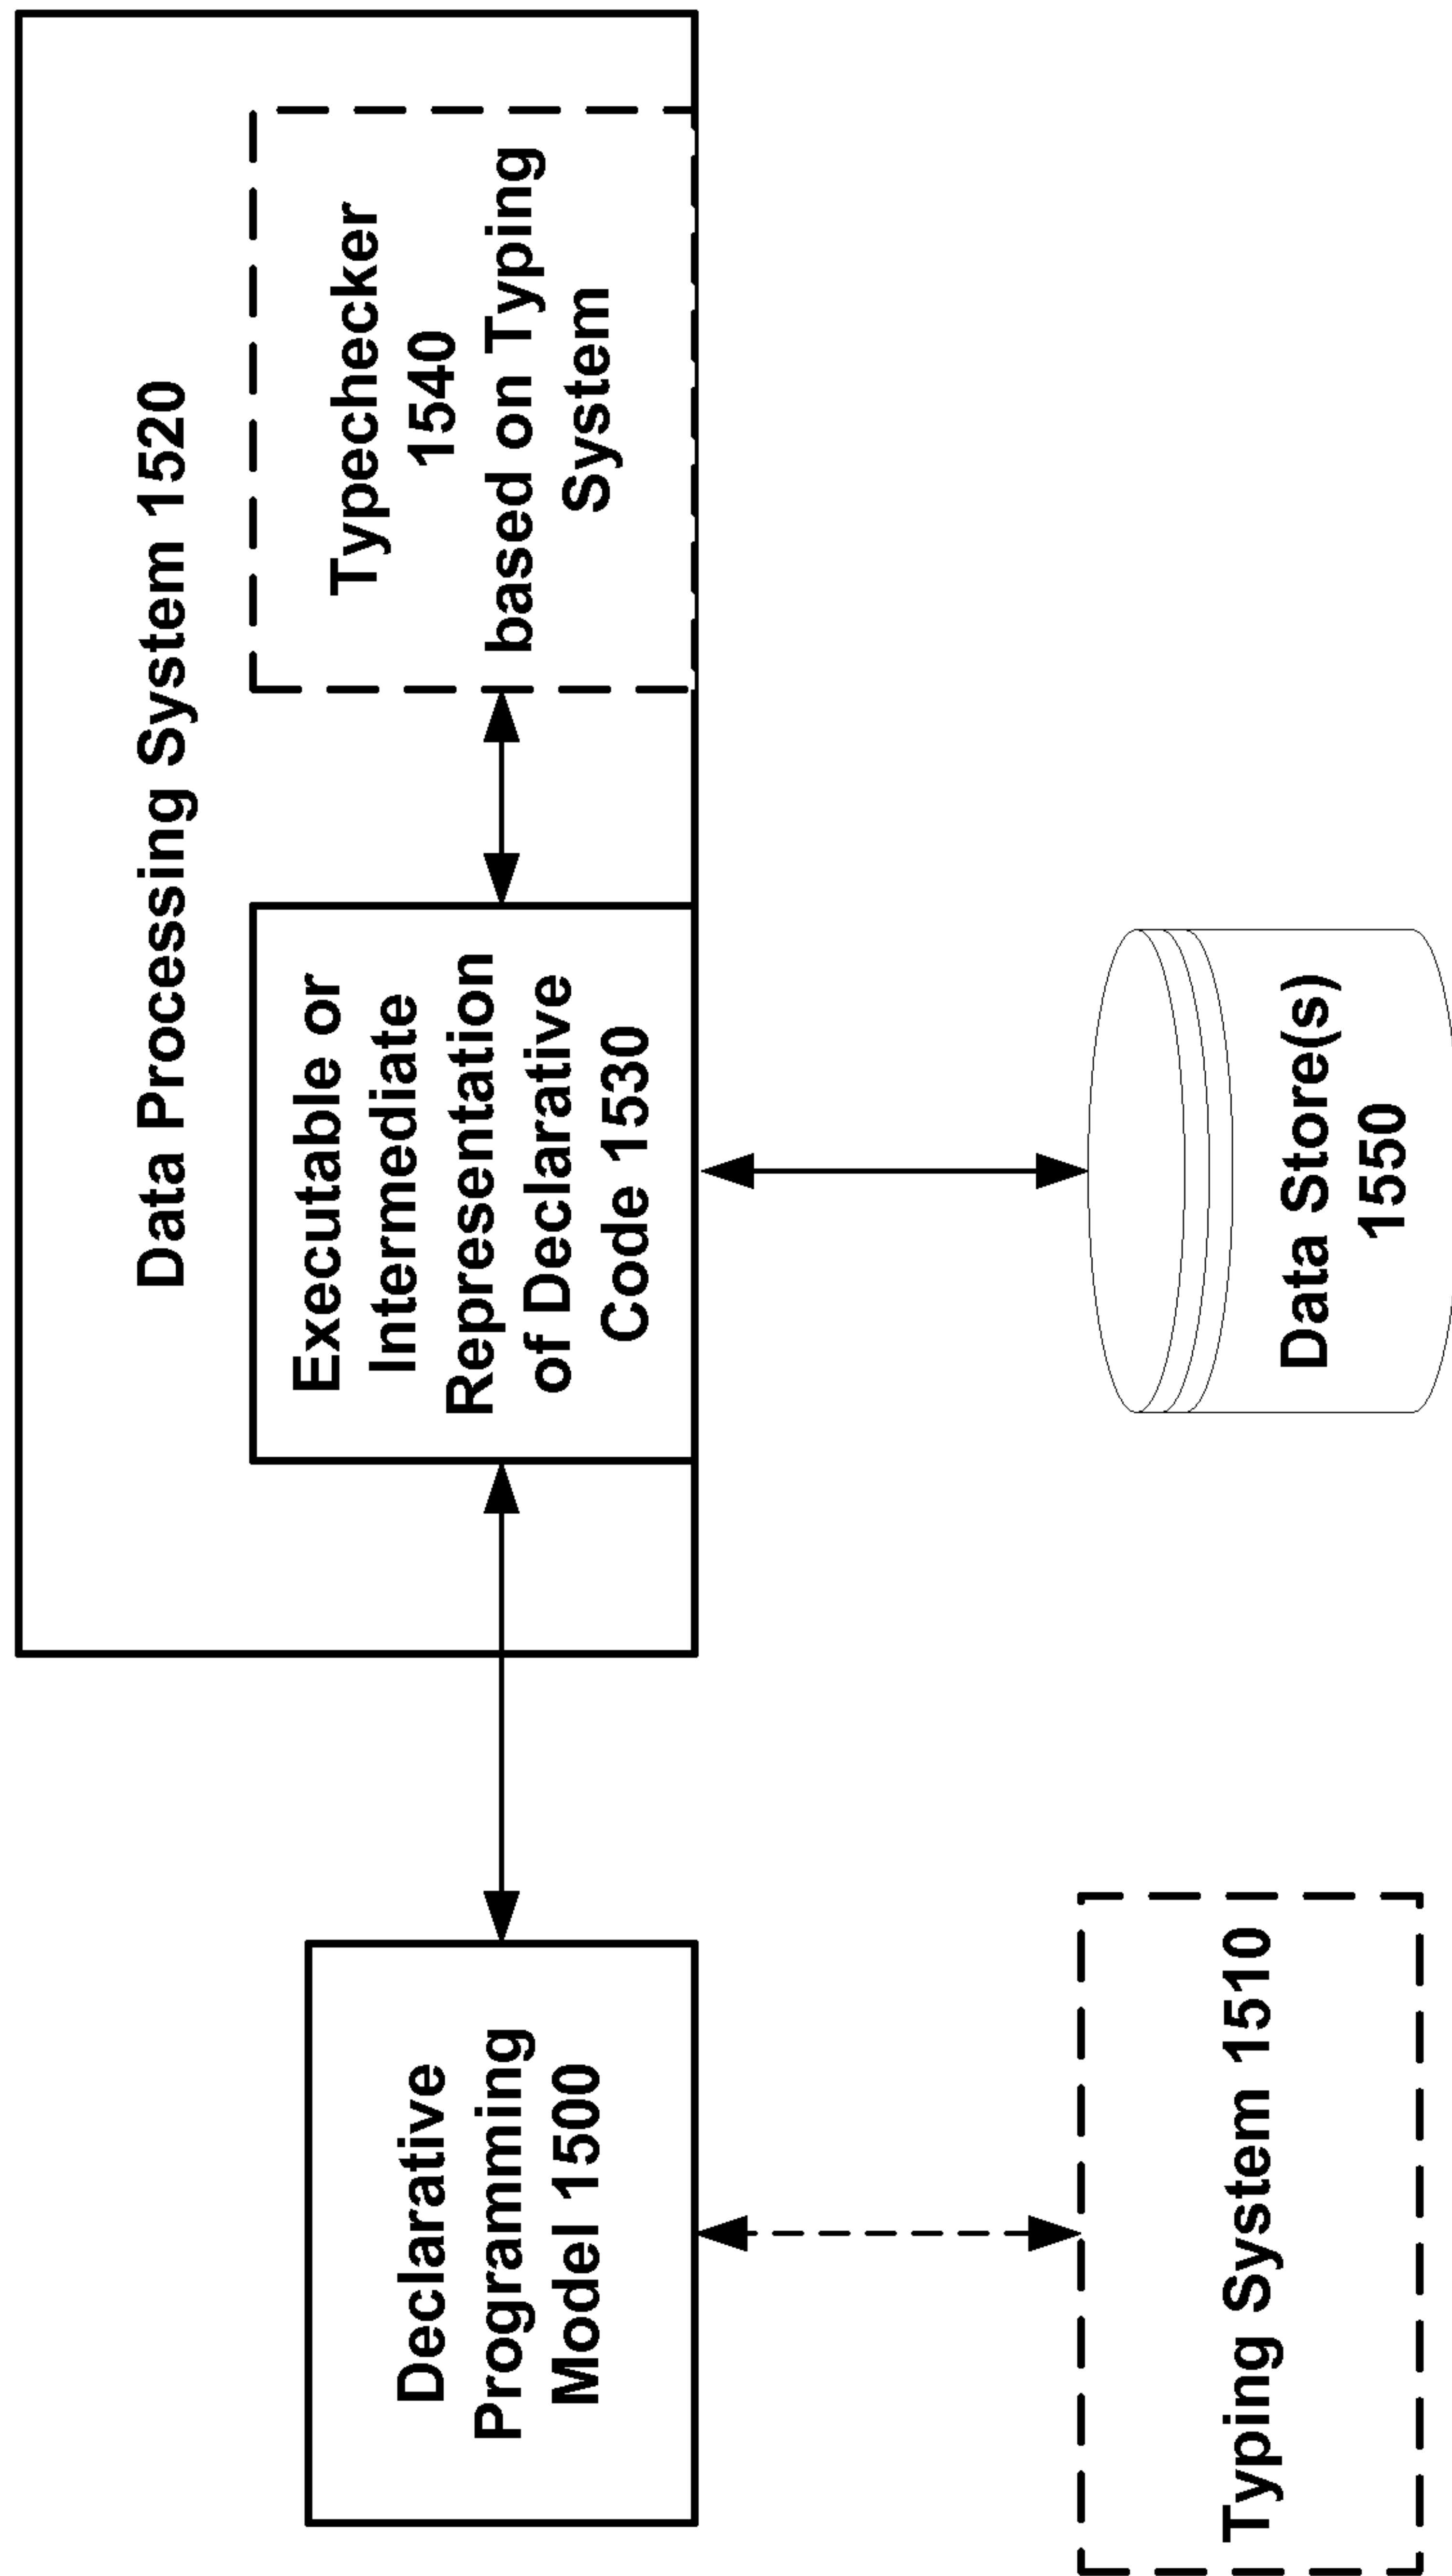 Data Processing System 1520
Declarative
Programming
Model 1500
Executable or
Intermediate
Representation
of Declarative
Code 1530
Typechecker
1540
based on Typing
System
Typing System 1510
Data Store(s)
1550